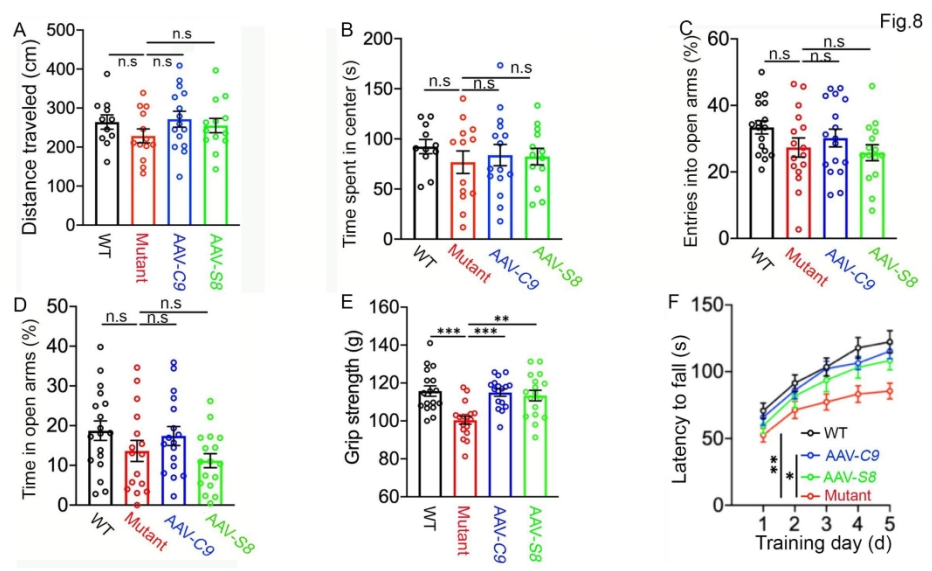 Fig.8
A
Distance traveled (cm)
500
400
300
200
100
0
n.s
n.s
n.s
WT
Mutant
AAV-C9
AAV-S8
B
Time spent in center (s)
200
150
100
50
0
n.s
n.s
n.s
WT
Mutant
AAV-C9
AAV-S8
C
Entries into open arms (%)
60
40
20
0
n.s
n.s
n.s
WT
Mutant
AAV-C9
AAV-S8
D
Time in open arms (%)
50
40
30
20
10
0
n.s
n.s
n.s
WT
Mutant
AAV-C9
AAV-S8
E
Grip strength (g)
160
140
120
100
80
60
**
*** ***
WT
Mutant
AAV-C9
AAV-S8
F
Latency to fall (s)
150
100
50
0
WT
AAV-C9
AAV-S8
Mutant
**
*
1 2 3 4 5
Training day (d)